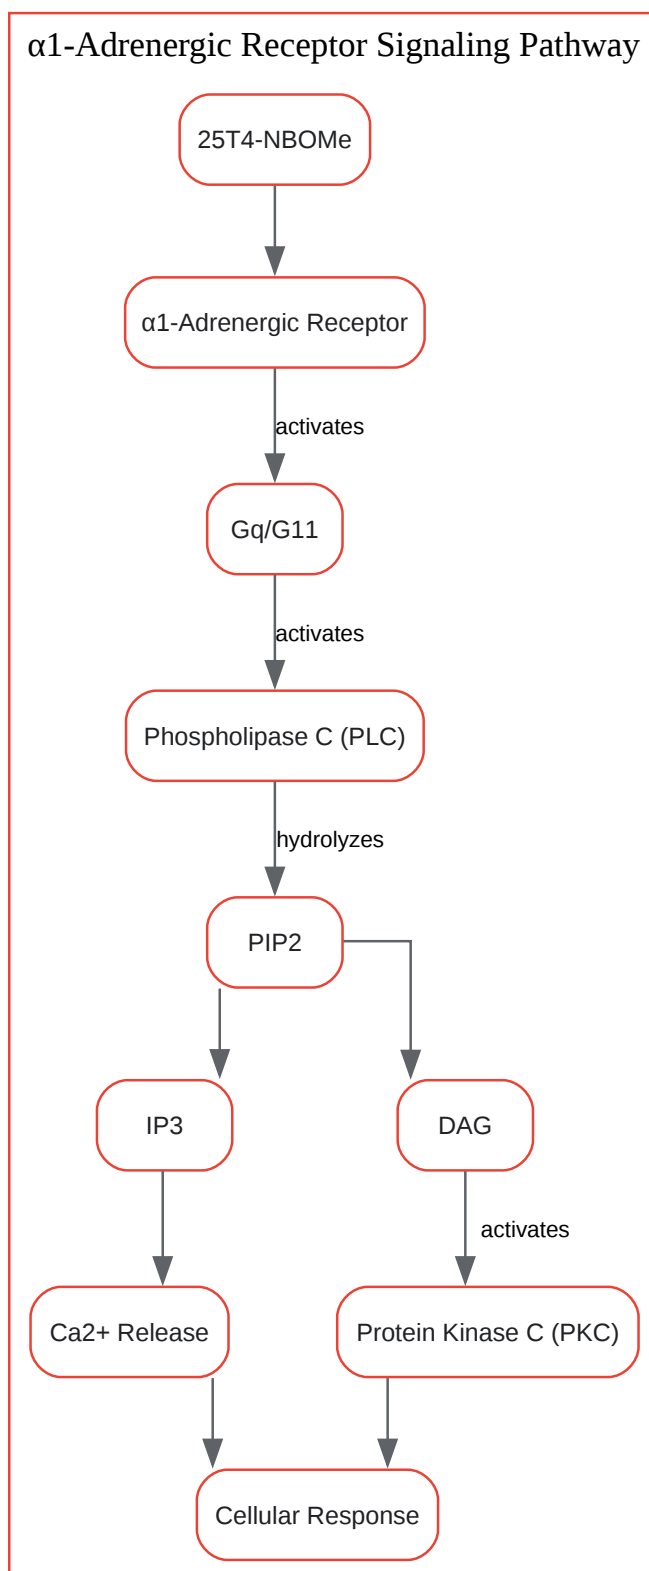 α1-Adrenergic Receptor Signaling Pathway
25T4-NBOMe
α1-Adrenergic Receptor
activates
Gq/G11
activates
Phospholipase C (PLC)
hydrolyzes
PIP2
IP3
DAG
activates
Ca2+ Release
Protein Kinase C (PKC)
Cellular Response